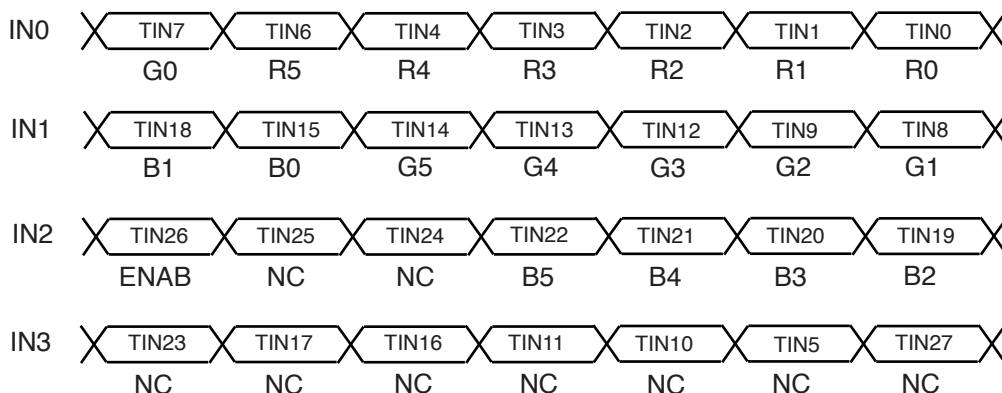 IN0 TIN7 TIN6 TIN4 TIN3 TIN2 TIN1 TIN0
G0 R5 R4 R3 R2 R1 R0
IN1 TIN18 TIN15 TIN14 TIN13 TIN12 TIN9 TIN8
B1 B0 G5 G4 G3 G2 G1
IN2 TIN26 TIN25 TIN24 TIN22 TIN21 TIN20 TIN19
ENAB NC NC B5 B4 B3 B2
IN3 TIN23 TIN17 TIN16 TIN11 TIN10 TIN5 TIN27
NC NC NC NC NC NC NC